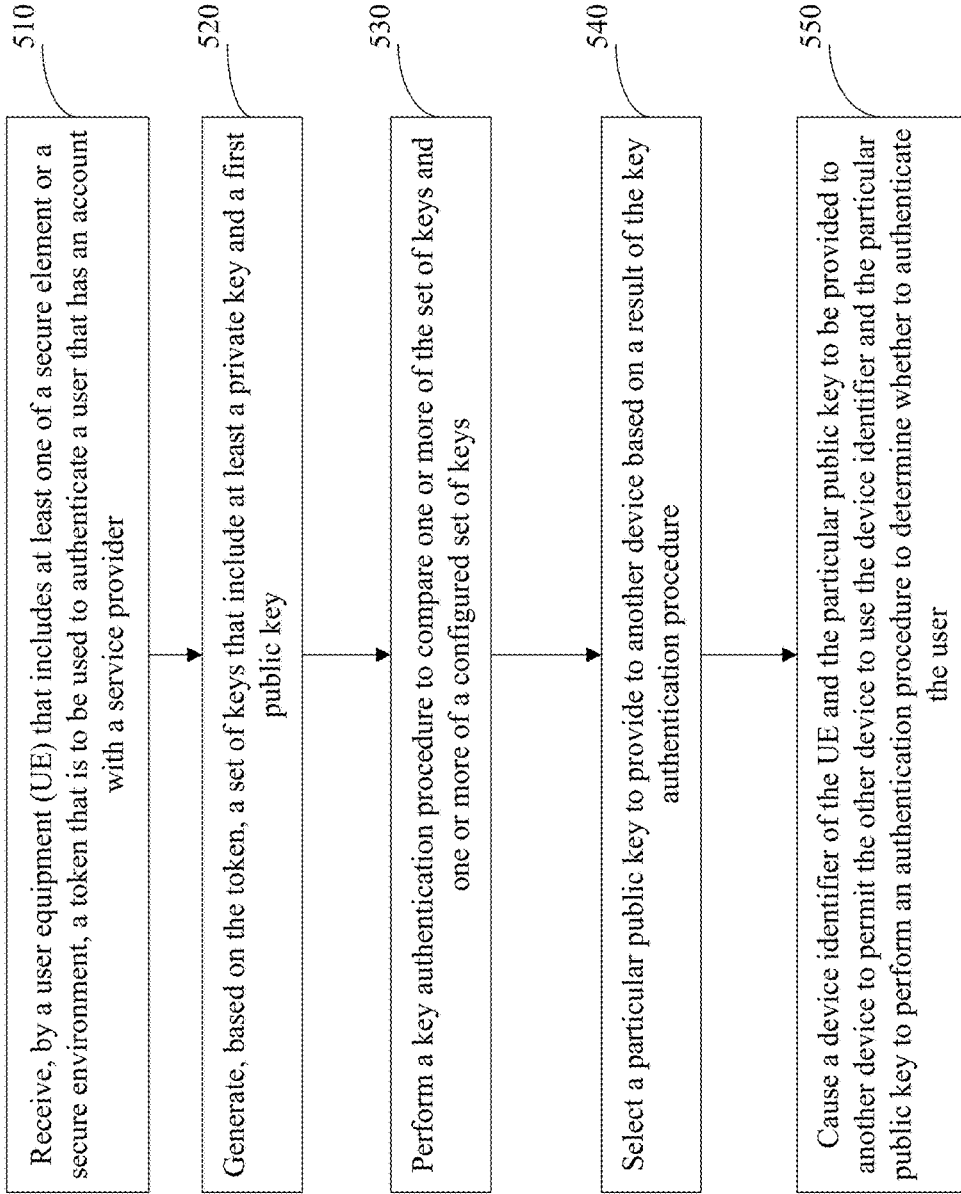 510
Receive, by a user equipment (UE) that includes at least one of a secure element or a
secure environment, a token that is to be used to authenticate a user that has an account
with a service provider
520
Generate, based on the token, a set of keys that include at least a private key and a first
public key
530
Perform a key authentication procedure to compare one or more of the set of keys and
one or more of a configured set of keys
540
Select a particular public key to provide to another device based on a result of the key
authentication procedure
550
Cause a device identifier of the UE and the particular public key to be provided to
another device to permit the other device to use the device identifier and the particular
public key to perform an authentication procedure to determine whether to authenticate
the user